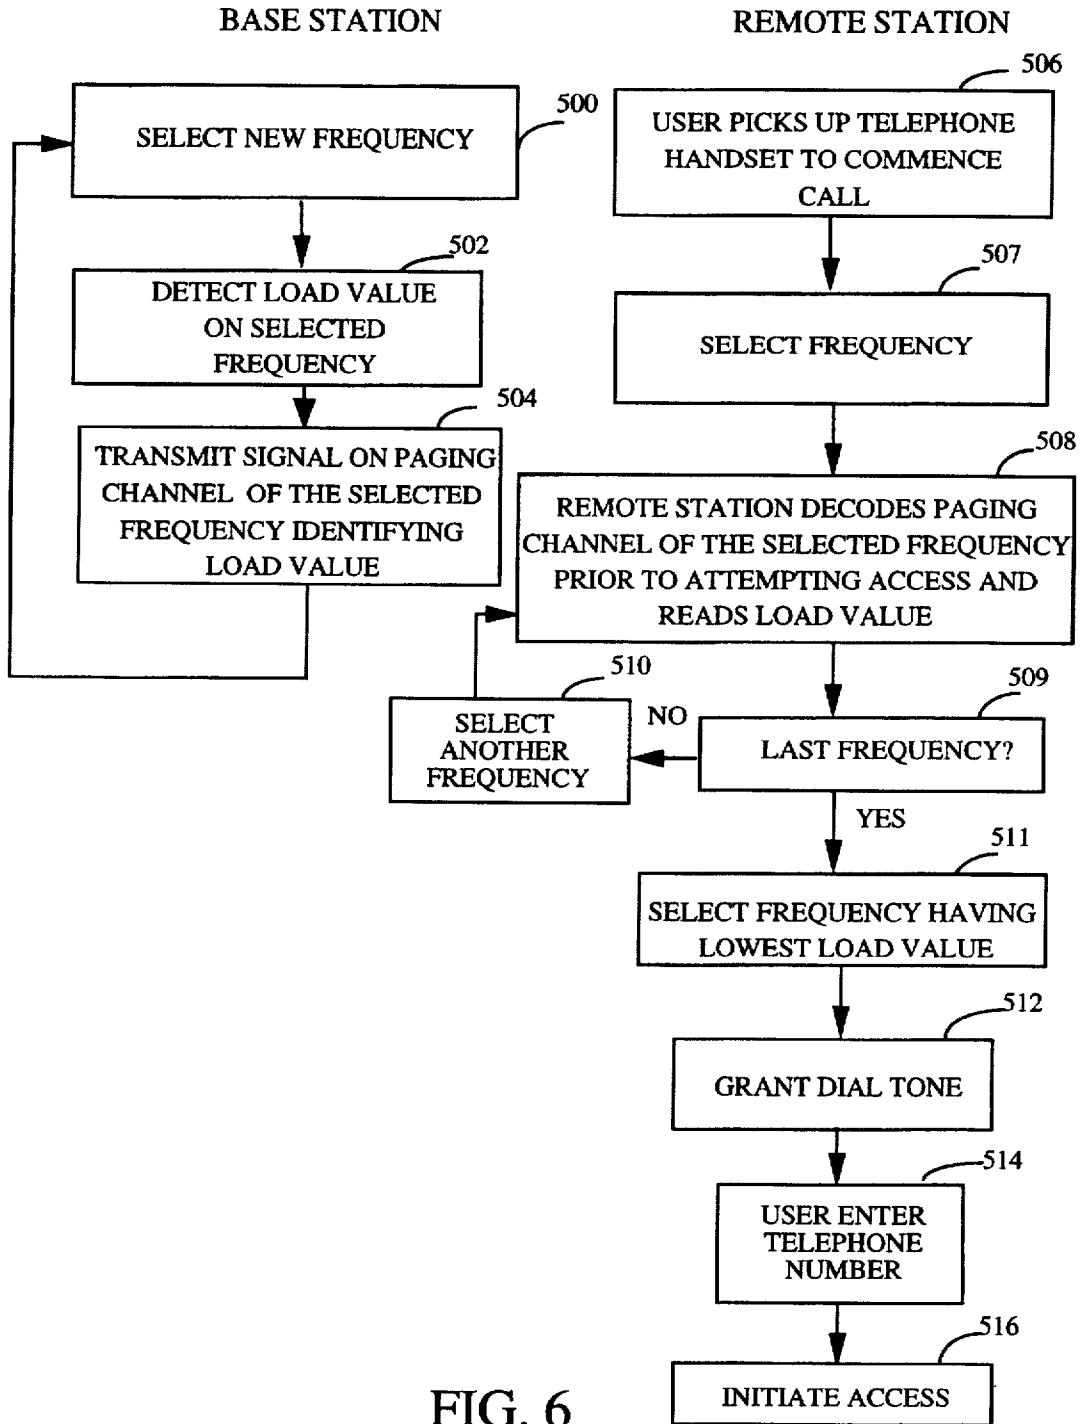 BASE STATION
REMOTE STATION
500
SELECT NEW FREQUENCY
502
DETECT LOAD VALUE
ON SELECTED
FREQUENCY
504
TRANSMIT SIGNAL ON PAGING
CHANNEL OF THE SELECTED
FREQUENCY IDENTIFYING
LOAD VALUE
506
USER PICKS UP TELEPHONE
HANDSET TO COMMENCE
CALL
507
SELECT FREQUENCY
508
REMOTE STATION DECODES PAGING
CHANNEL OF THE SELECTED FREQUENCY
PRIOR TO ATTEMPTING ACCESS AND
READS LOAD VALUE
510
SELECT
ANOTHER
FREQUENCY
NO
509
LAST FREQUENCY?
YES
511
SELECT FREQUENCY HAVING
LOWEST LOAD VALUE
512
GRANT DIAL TONE
514
USER ENTER
TELEPHONE
NUMBER
516
INITIATE ACCESS
FIG. 6